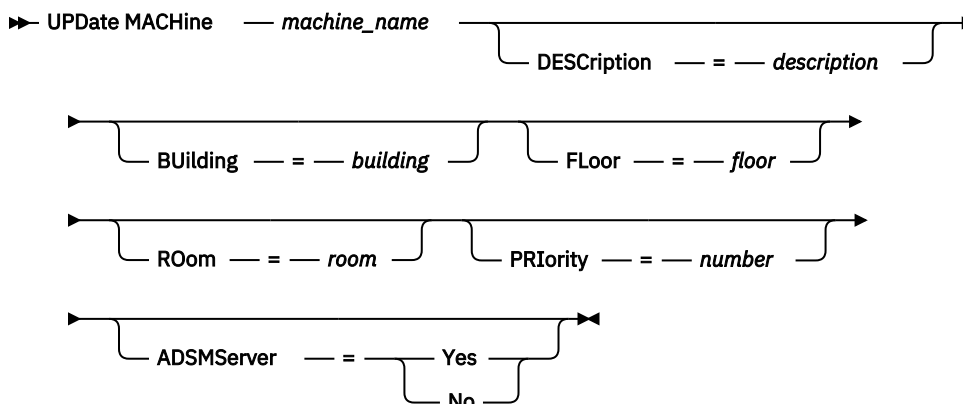 UPDate MACHine machine_name
DESCription = description
BUilding = building FLoor = floor
ROom = room PRIority = number
ADSMServer = Yes
No